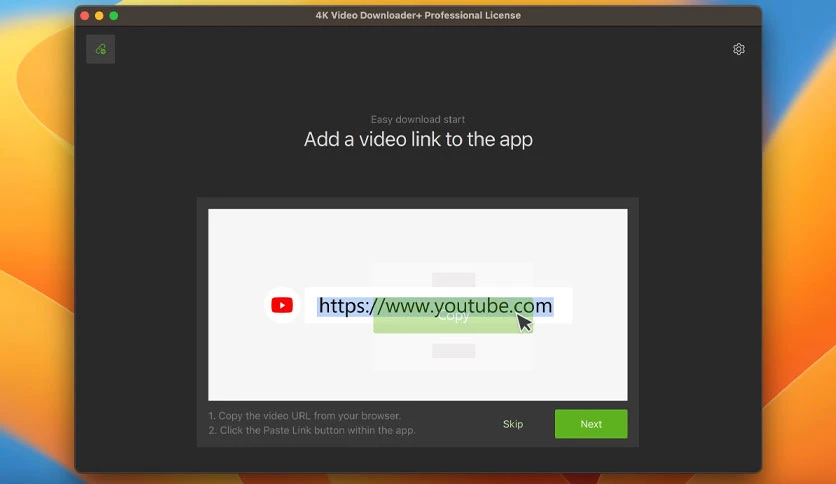 4K Video Downloader+ Professional License
Easy download start
Add a video link to the app
https://www.youtube.com
Copy
1. Copy the video URL from your browser.
2. Click the Paste Link button within the app.
Skip
Next